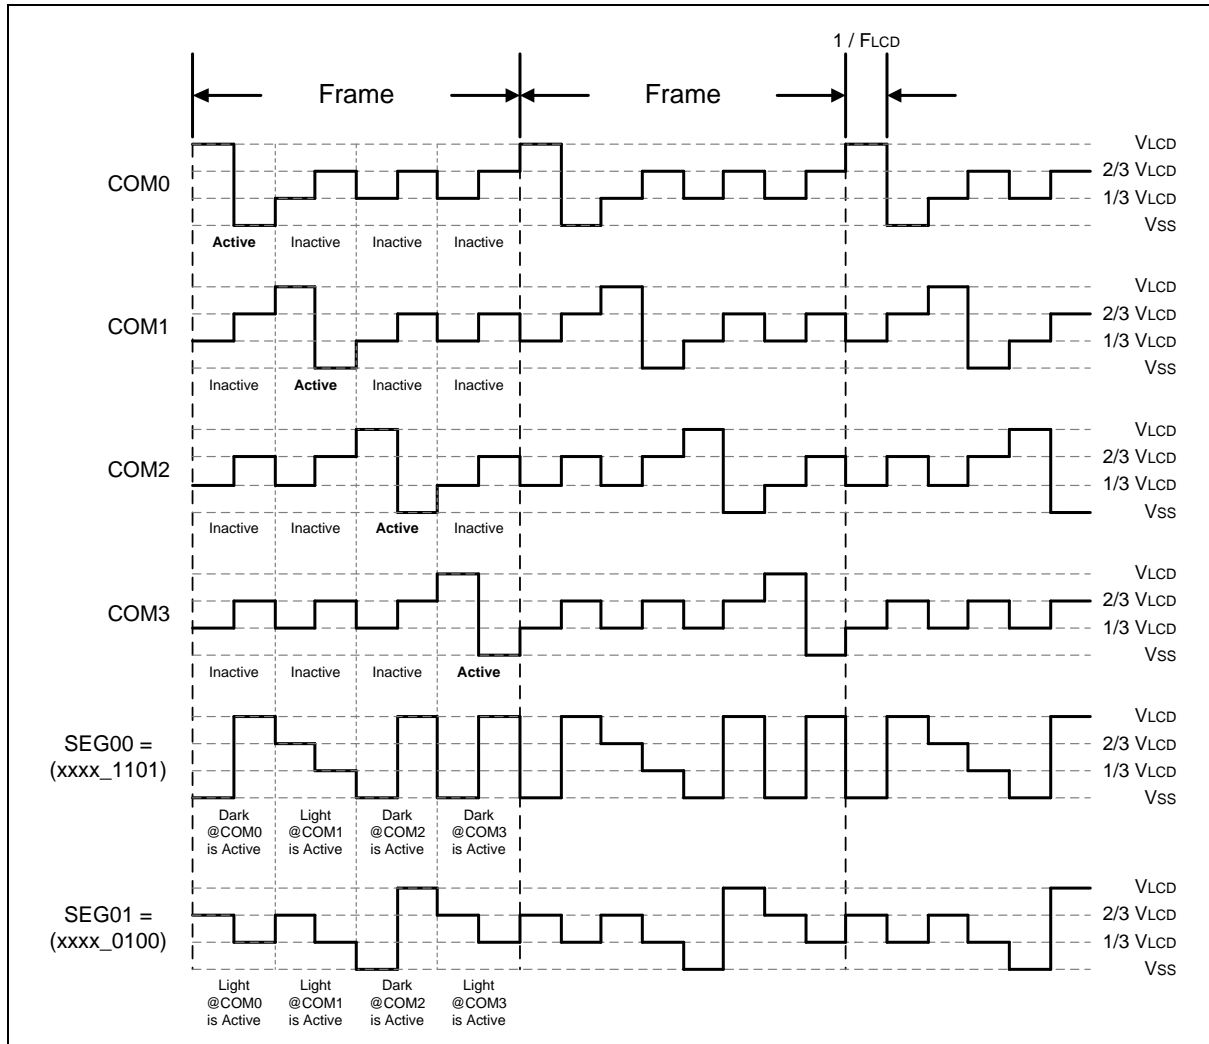 1 / FLCD
Frame
Frame
COM0
VLCD
2/3 VLCD
1/3 VLCD
VSS
Active
Inactive
Inactive
Inactive
COM1
VLCD
2/3 VLCD
1/3 VLCD
VSS
Inactive
Active
Inactive
Inactive
COM2
VLCD
2/3 VLCD
1/3 VLCD
VSS
Inactive
Inactive
Active
Inactive
COM3
VLCD
2/3 VLCD
1/3 VLCD
VSS
Inactive
Inactive
Inactive
Active
SEG00 =
(xxxx_1101)
VLCD
2/3 VLCD
1/3 VLCD
VSS
Dark
@COM0
is Active
Light
@COM1
is Active
Dark
@COM2
is Active
Dark
@COM3
is Active
SEG01 =
(xxxx_0100)
VLCD
2/3 VLCD
1/3 VLCD
VSS
Light
@COM0
is Active
Light
@COM1
is Active
Dark
@COM2
is Active
Light
@COM3
is Active